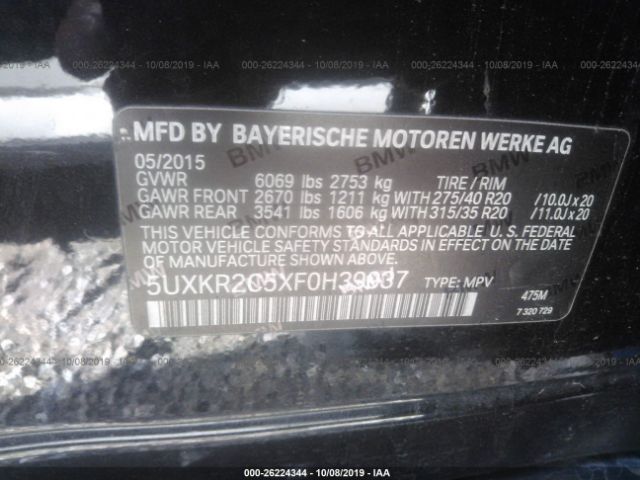 MFD BY BAYERISCHE MOTOREN WERKE AG
05/2015
GVWR 6069 lbs 2753 kg TIRE / RIM
GAWR FRONT 2670 lbs 1211 kg WITH 275/40 R20 /10.0J x 20
GAWR REAR 3541 lbs 1606 kg WITH 315/35 R20 /11.0J x 20
THIS VEHICLE CONFORMS TO ALL APPLICABLE U. S. FEDERAL
MOTOR VEHICLE SAFETY STANDARDS IN EFFECT ON THE DATE
OF MANUFACTURE SHOWN ABOVE.
5UXKR2C5XF0H39937 TYPE: MPV
475M
7 320 729
000-26224344 - 10/08/2019 - IAA